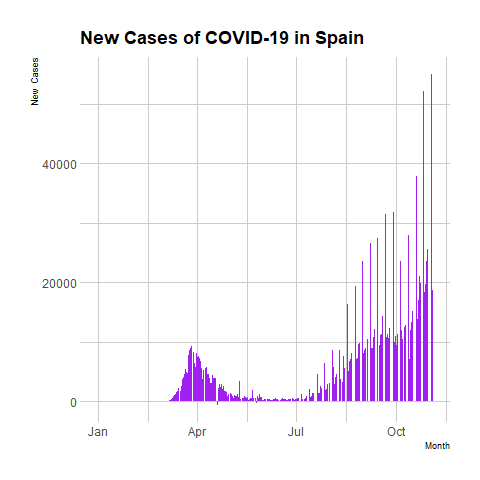 New Cases of COVID-19 in Spain
New Cases
40000
20000
0
Jan Apr Jul Oct
Month